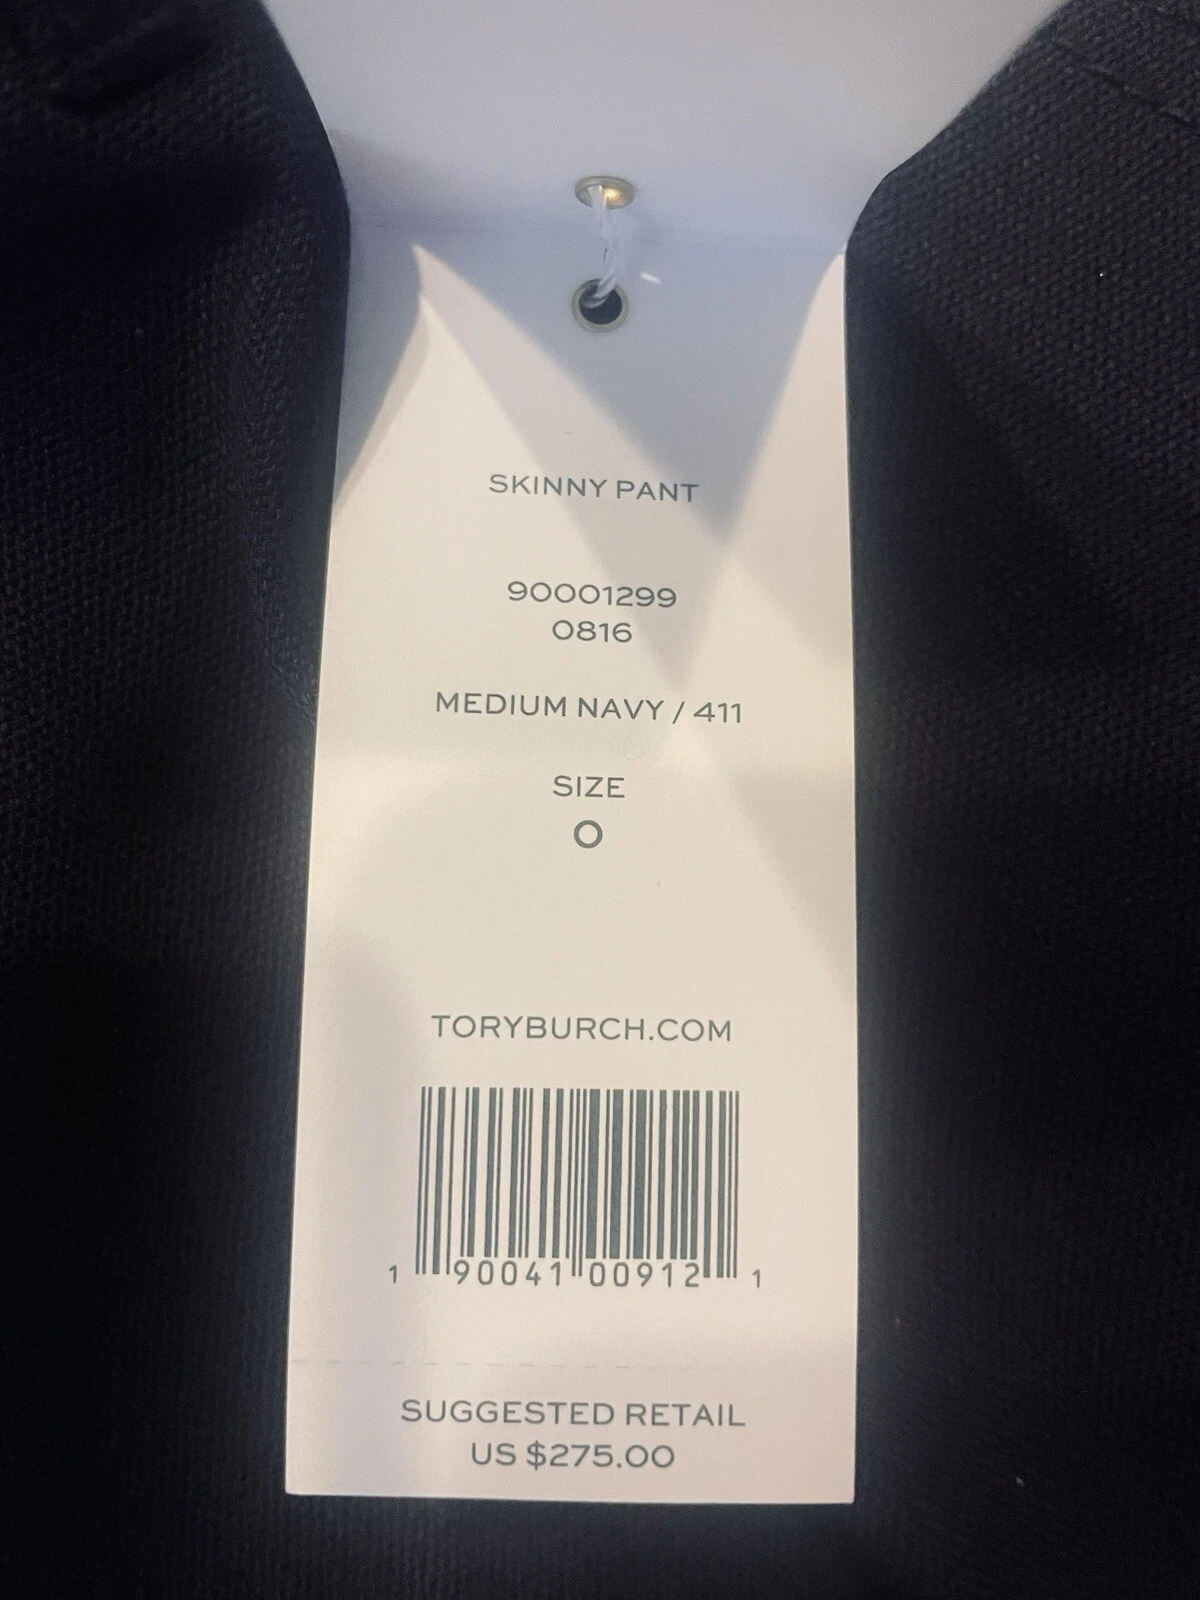 SKINNY PANT
90001299
0816
MEDIUM NAVY / 411
SIZE
0
TORYBURCH.COM
1 90041 00912 1
SUGGESTED RETAIL
US $275.00